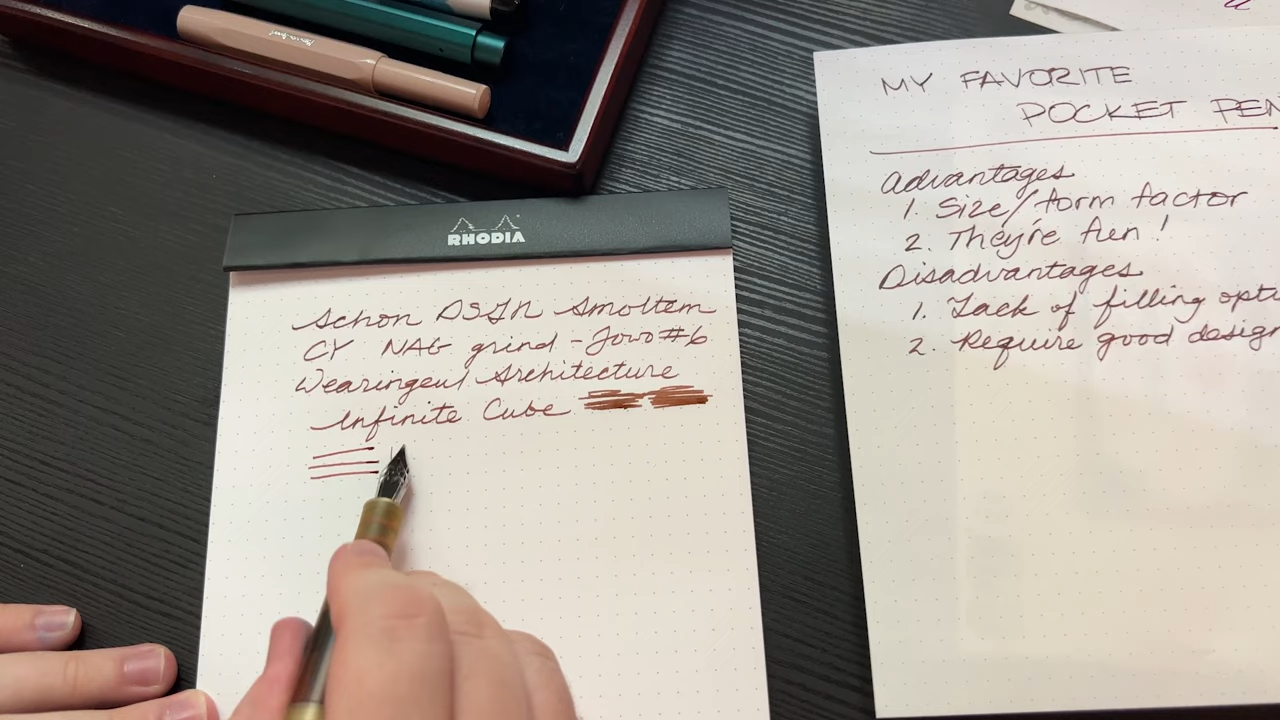 RHODIA
Schon DSGN Smoltem
CY NAG grind - Jowo #6
Wearingeul Architecture
Infinite Cube
MY FAVORITE
POCKET PEN
Advantages
1. Size/form factor
2. They're fun!
Disadvantages
1. Lack of filling opti
2. Require good design